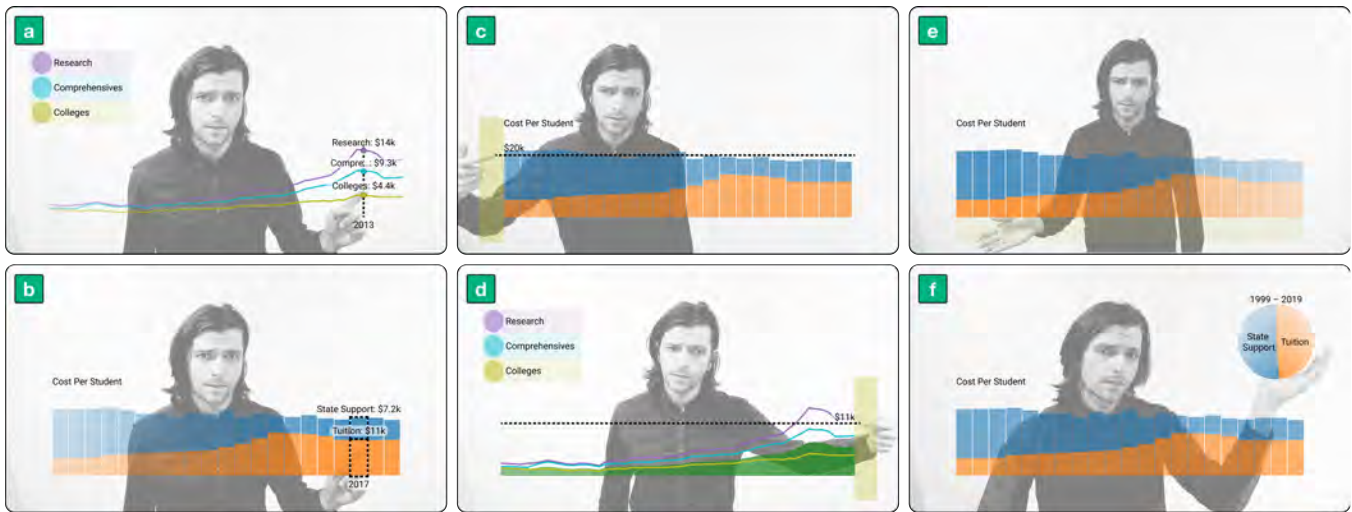 a
Research
Comprehensives
Colleges
Research: $14k
Compre... : $9.3k
Colleges: $4.4k
2013
b
Cost Per Student
State Support: $7.2k
Tuition: $11k
2017
c
Cost Per Student
$20k
d
Research
Comprehensives
Colleges
$11k
e
Cost Per Student
f
1999 – 2019
State
Support
Tuition
Cost Per Student